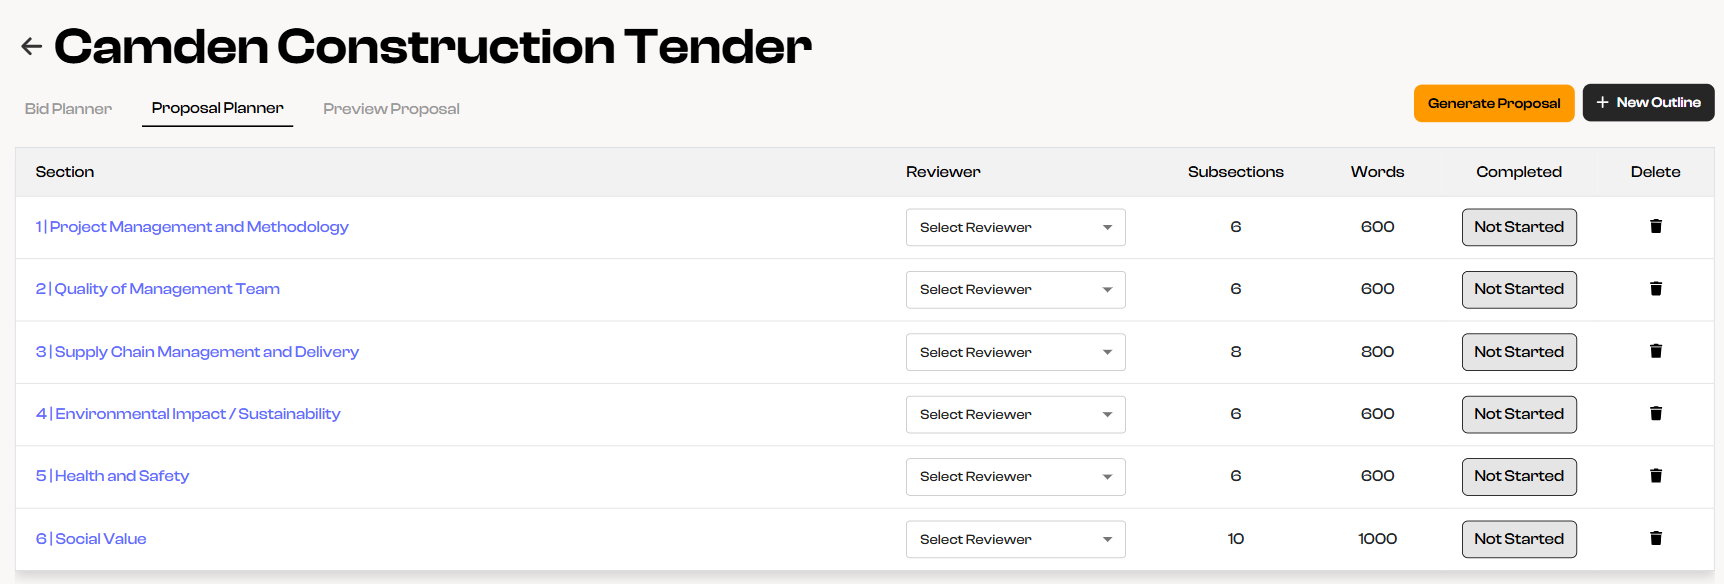 Camden Construction Tender
Bid Planner Proposal Planner Preview Proposal Generate Proposal + New Outline
Section Reviewer Subsections Words Completed Delete
1 | Project Management and Methodology Select Reviewer 6 600 Not Started
2 | Quality of Management Team Select Reviewer 6 600 Not Started
3 | Supply Chain Management and Delivery Select Reviewer 8 800 Not Started
4 | Environmental Impact / Sustainability Select Reviewer 6 600 Not Started
5 | Health and Safety Select Reviewer 6 600 Not Started
6 | Social Value Select Reviewer 10 1000 Not Started